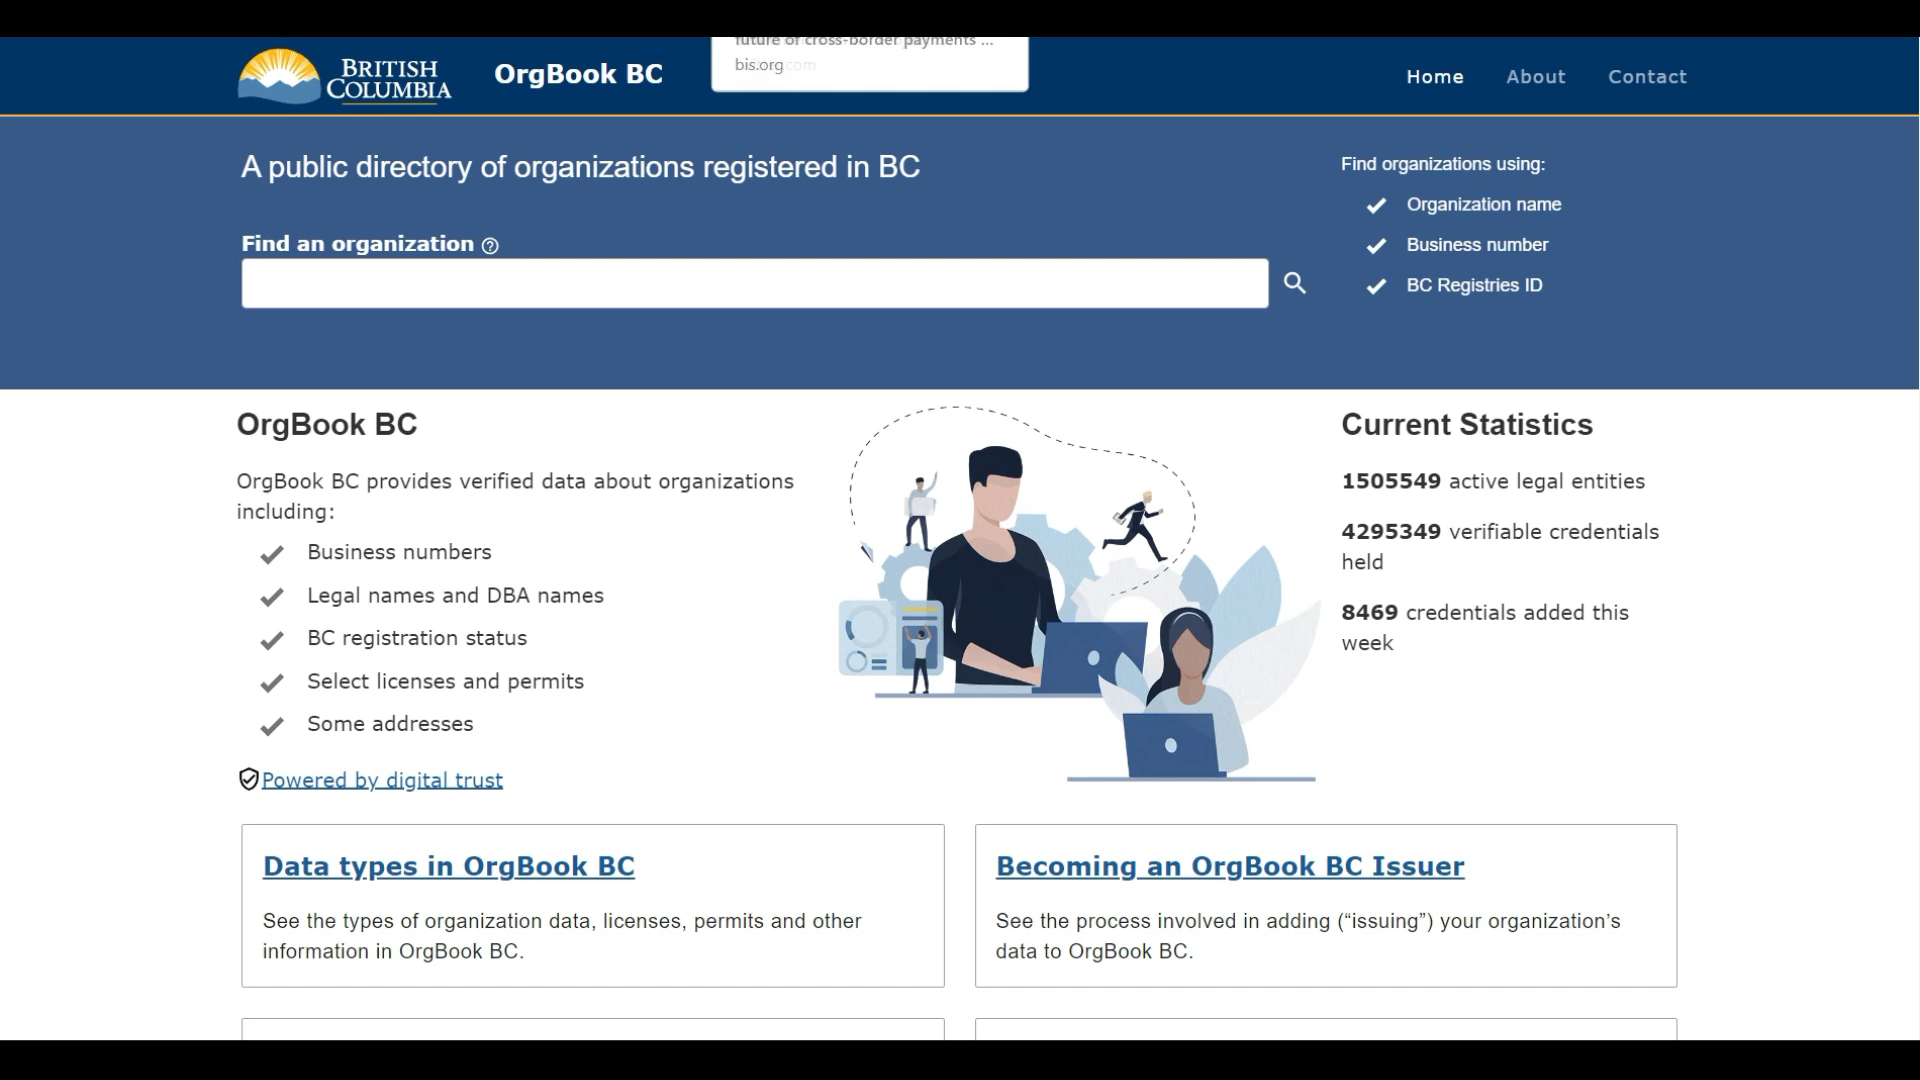 future of cross-border payments ...
bis.org
BRITISH
COLUMBIA
OrgBook BC
Home
About
Contact
A public directory of organizations registered in BC
Find an organization
Find organizations using:
Organization name
Business number
BC Registries ID
OrgBook BC
OrgBook BC provides verified data about organizations
including:
Business numbers
Legal names and DBA names
BC registration status
Select licenses and permits
Some addresses
Powered by digital trust
Current Statistics
1505549 active legal entities
4295349 verifiable credentials
held
8469 credentials added this
week
Data types in OrgBook BC
See the types of organization data, licenses, permits and other
information in OrgBook BC.
Becoming an OrgBook BC Issuer
See the process involved in adding (“issuing”) your organization’s
data to OrgBook BC.